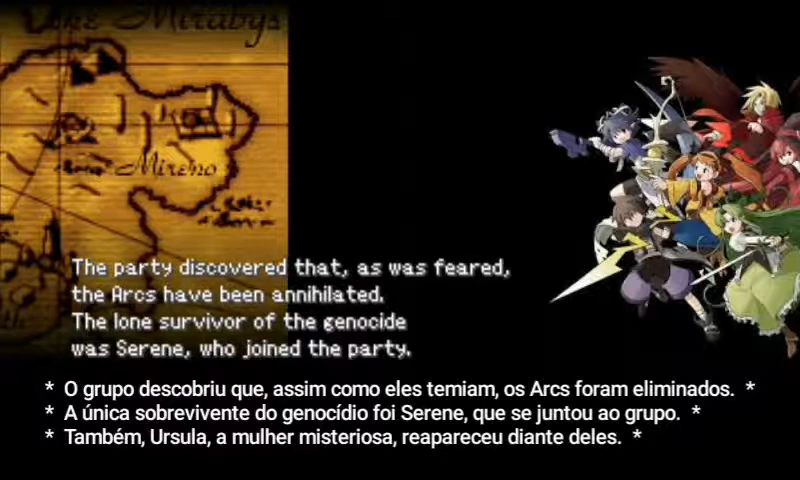 Lake Mirabys
Mireno
The party discovered that, as was feared,
the Arcs have been annihilated.
The lone survivor of the genocide
was Serene, who joined the party.
* O grupo descobriu que, assim como eles temiam, os Arcs foram eliminados. *
* A única sobrevivente do genocídio foi Serene, que se juntou ao grupo. *
* Também, Ursula, a mulher misteriosa, reapareceu diante deles. *